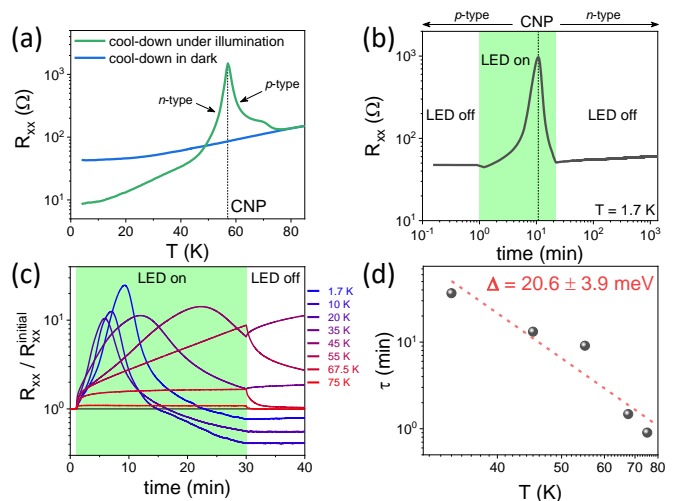 (a)
cool-down under illumination
cool-down in dark
n-type
p-type
CNP
R_xx (Ω)
10^3
10^2
10^1
0 20 40 60 80
T (K)
(b)
p-type CNP n-type
LED on
LED off LED off
T = 1.7 K
R_xx (Ω)
10^3
10^2
10^1
10^-1 10^0 10^1 10^2 10^3
time (min)
(c)
LED on LED off
1.7 K
10 K
20 K
35 K
45 K
55 K
67.5 K
75 K
R_xx / R_xx^initial
10^1
10^0
0 10 20 30 40
time (min)
(d)
Δ = 20.6 ± 3.9 meV
τ (min)
10^2
10^1
10^0
40 50 60 70 80
T (K)